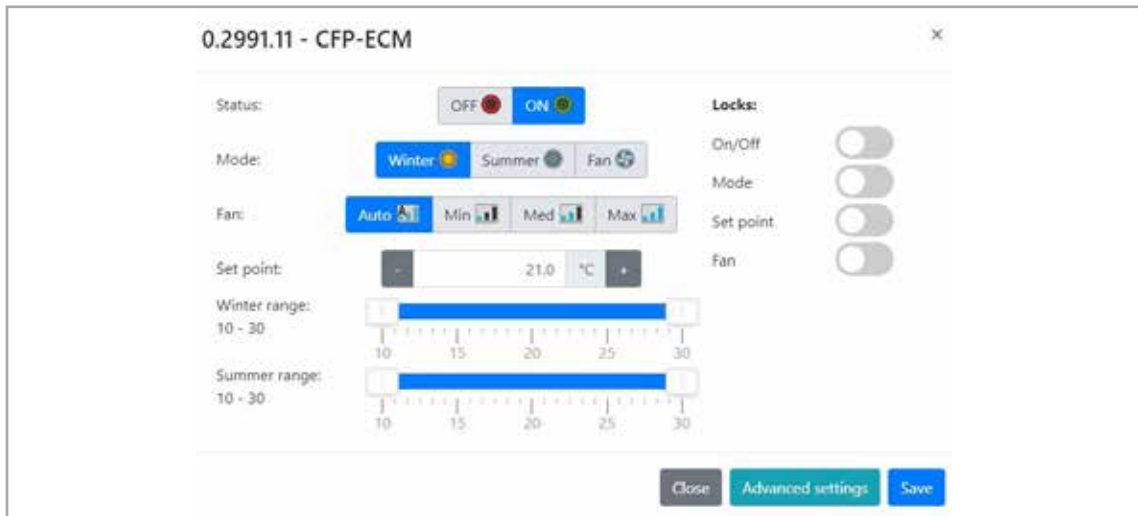 0.2991.11 - CFP-ECM
×
Status:
OFF ON
Mode:
Winter Summer Fan
Fan:
Auto A Min Med Max
Set point:
- 21.0 °C +
Winter range:
10 - 30
10 15 20 25 30
Summer range:
10 - 30
10 15 20 25 30
Locks:
On/Off
Mode
Set point
Fan
Close Advanced settings Save